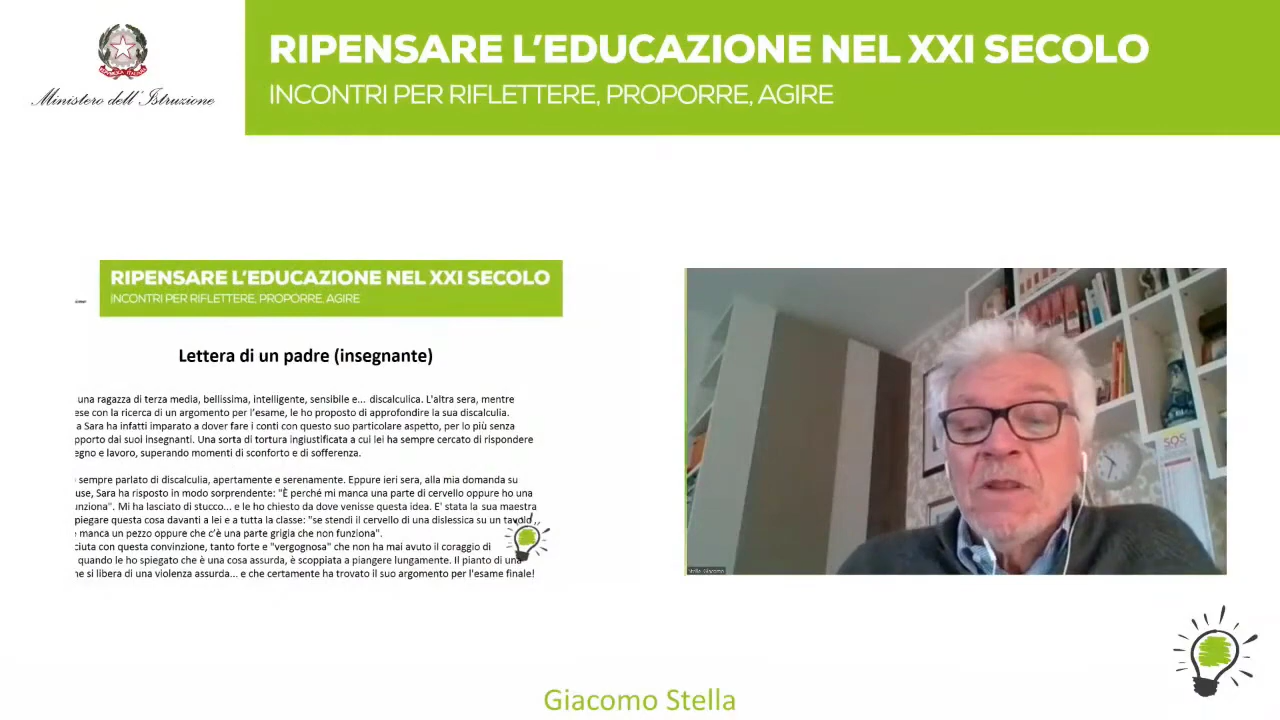 RIPENSARE L'EDUCAZIONE NEL XXI SECOLO
INCONTRI PER RIFLETTERE, PROPORRE, AGIRE
REPVBBLICA ITALIANA
Ministero dell'Istruzione
RIPENSARE L'EDUCAZIONE NEL XXI SECOLO
INCONTRI PER RIFLETTERE, PROPORRE, AGIRE
Lettera di un padre (insegnante)
una ragazza di terza media, bellissima, intelligente, sensibile e... discalculica. L'altra sera, mentre
ese con la ricerca di un argomento per l'esame, le ho proposto di approfondire la sua discalculia.
a Sara ha infatti imparato a dover fare i conti con questo suo particolare aspetto, per lo più senza
pporto dai suoi insegnanti. Una sorta di tortura ingiustificata a cui lei ha sempre cercato di rispondere
egno e lavoro, superando momenti di sconforto e di sofferenza.
sempre parlato di discalculia, apertamente e serenamente. Eppure ieri sera, alla mia domanda su
use, Sara ha risposto in modo sorprendente: "È perché mi manca una parte di cervello oppure ho una
unziona". Mi ha lasciato di stucco... e le ho chiesto da dove venisse questa idea. E' stata la sua maestra
piegare questa cosa davanti a lei e a tutta la classe: "se stendi il cervello di una dislessica su un tavolo
manca un pezzo oppure che c'è una parte grigia che non funziona".
ciuta con questa convinzione, tanto forte e "vergognosa" che non ha mai avuto il coraggio di
quando le ho spiegato che è una cosa assurda, è scoppiata a piangere lungamente. Il pianto di una
ne si libera di una violenza assurda... e che certamente ha trovato il suo argomento per l'esame finale!
SOS
Stella Giacomo
Giacomo Stella